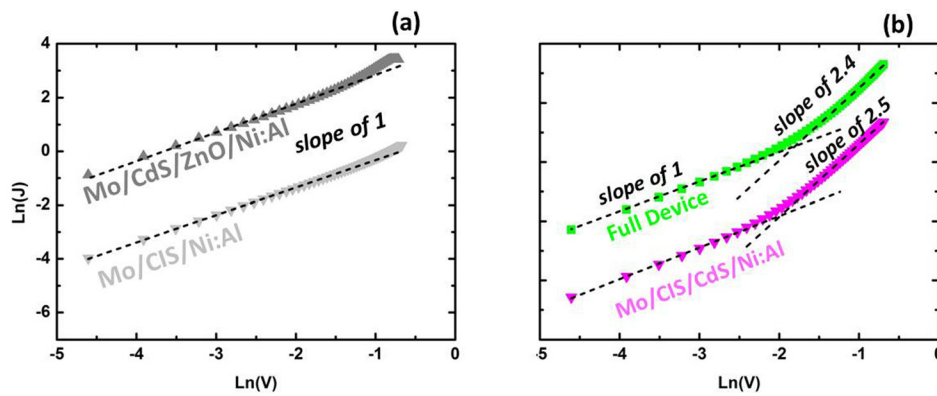 (a)
4
2
0
-2
-4
-6
Ln(J)
Mo/CdS/ZnO/Ni:Al
slope of 1
Mo/CIS/Ni:Al
-5
-4
-3
-2
-1
0
Ln(V)
(b)
slope of 2.4
slope of 1
slope of 2.5
Full Device
Mo/CIS/CdS/Ni:Al
-5
-4
-3
-2
-1
0
Ln(V)